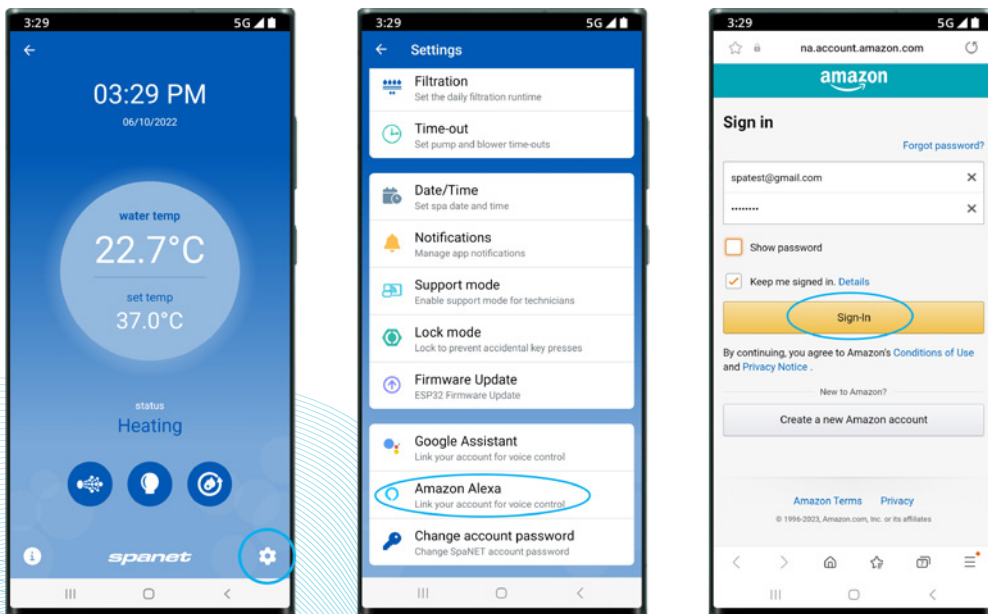 3:29
5G
03:29 PM
06/10/2022
water temp
22.7°C
set temp
37.0°C
status
Heating
spanet
3:29
5G
Settings
Filtration
Set the daily filtration runtime
Time-out
Set pump and blower time-outs
Date/Time
Set spa date and time
Notifications
Manage app notifications
Support mode
Enable support mode for technicians
Lock mode
Lock to prevent accidental key presses
Firmware Update
ESP32 Firmware Update
Google Assistant
Link your account for voice control
Amazon Alexa
Link your account for voice control
Change account password
Change SpaNET account password
3:29
5G
na.account.amazon.com
amazon
Sign in
Forgot password?
spatest@gmail.com
••••••••
Show password
Keep me signed in. Details
Sign-In
By continuing, you agree to Amazon's Conditions of Use
and Privacy Notice .
New to Amazon?
Create a new Amazon account
Amazon Terms Privacy
© 1996-2023, Amazon.com, Inc. or its affiliates